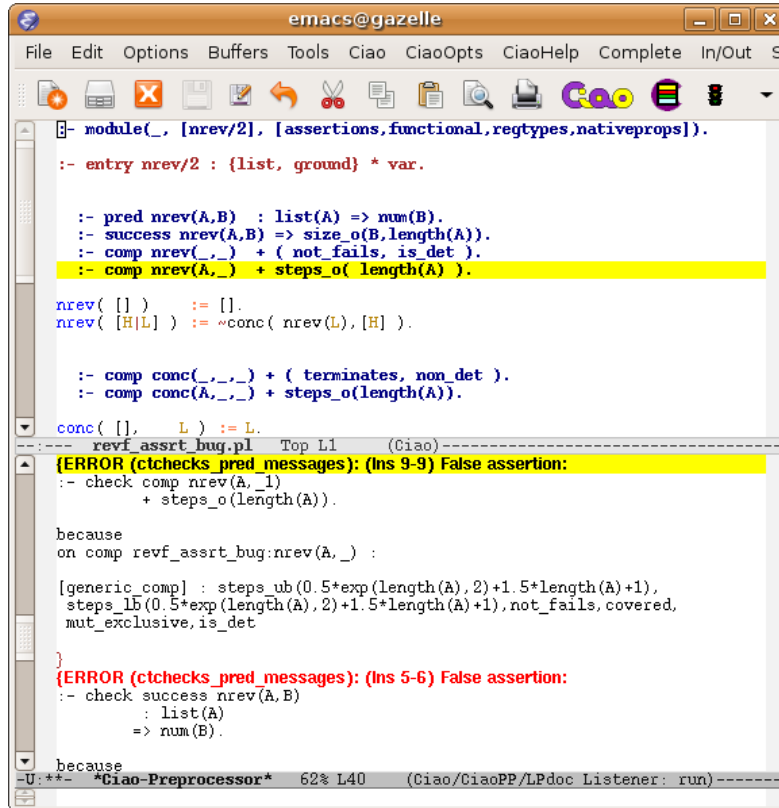 emacs@gazelle
File Edit Options Buffers Tools Ciao CiaoOpts CiaoHelp Complete In/Out S
Ciao
:- module(_, [nrev/2], [assertions,functional,regtypes,nativeprops]).
:- entry nrev/2 : {list, ground} * var.
:- pred nrev(A,B) : list(A) => num(B).
:- success nrev(A,B) => size_o(B,length(A)).
:- comp nrev(_,_) + ( not_fails, is_det ).
:- comp nrev(A,_) + steps_o( length(A) ).
nrev( [] ) := [].
nrev( [H|L] ) := ~conc( nrev(L),[H] ).
:- comp conc(_,_,_) + ( terminates, non_det ).
:- comp conc(A,_,_) + steps_o(length(A)).
conc( [], L ) := L.
--:--- revf_assrt_bug.pl Top L1 (Ciao)-----------------------------------
{ERROR (ctchecks_pred_messages): (lns 9-9) False assertion:
:- check comp nrev(A,_1)
+ steps_o(length(A)).
because
on comp revf_assrt_bug:nrev(A,_) :
[generic_comp] : steps_ub(0.5*exp(length(A),2)+1.5*length(A)+1),
steps_lb(0.5*exp(length(A),2)+1.5*length(A)+1),not_fails,covered,
mut_exclusive,is_det
}
{ERROR (ctchecks_pred_messages): (lns 5-6) False assertion:
:- check success nrev(A,B)
: list(A)
=> num(B).
because
-U:**- *Ciao-Preprocessor* 62% L40 (Ciao/CiaoPP/LPdoc Listener: run)-------